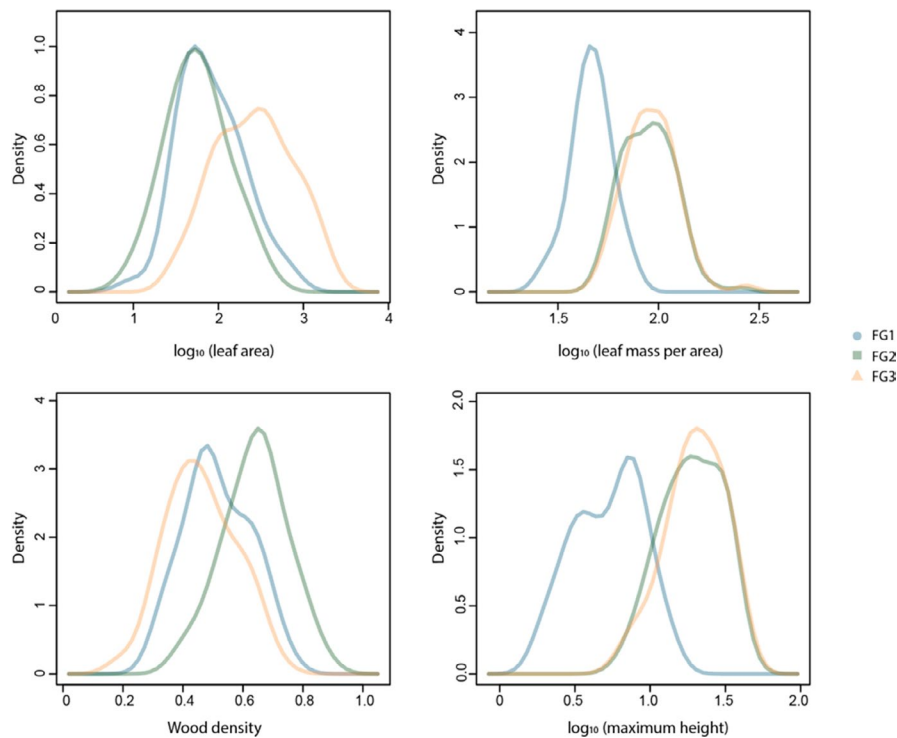 Density
1.0
0.8
0.6
0.4
0.2
0
0 1 2 3 4
log₁₀ (leaf area)
Density
4
3
2
1
0
1.5 2.0 2.5
log₁₀ (leaf mass per area)
FG1
FG2
FG3
Density
4
3
2
1
0
0 0.2 0.4 0.6 0.8 1.0
Wood density
Density
2.0
1.5
1.0
0.5
0.0
0 0.5 1.0 1.5 2.0
log₁₀ (maximum height)